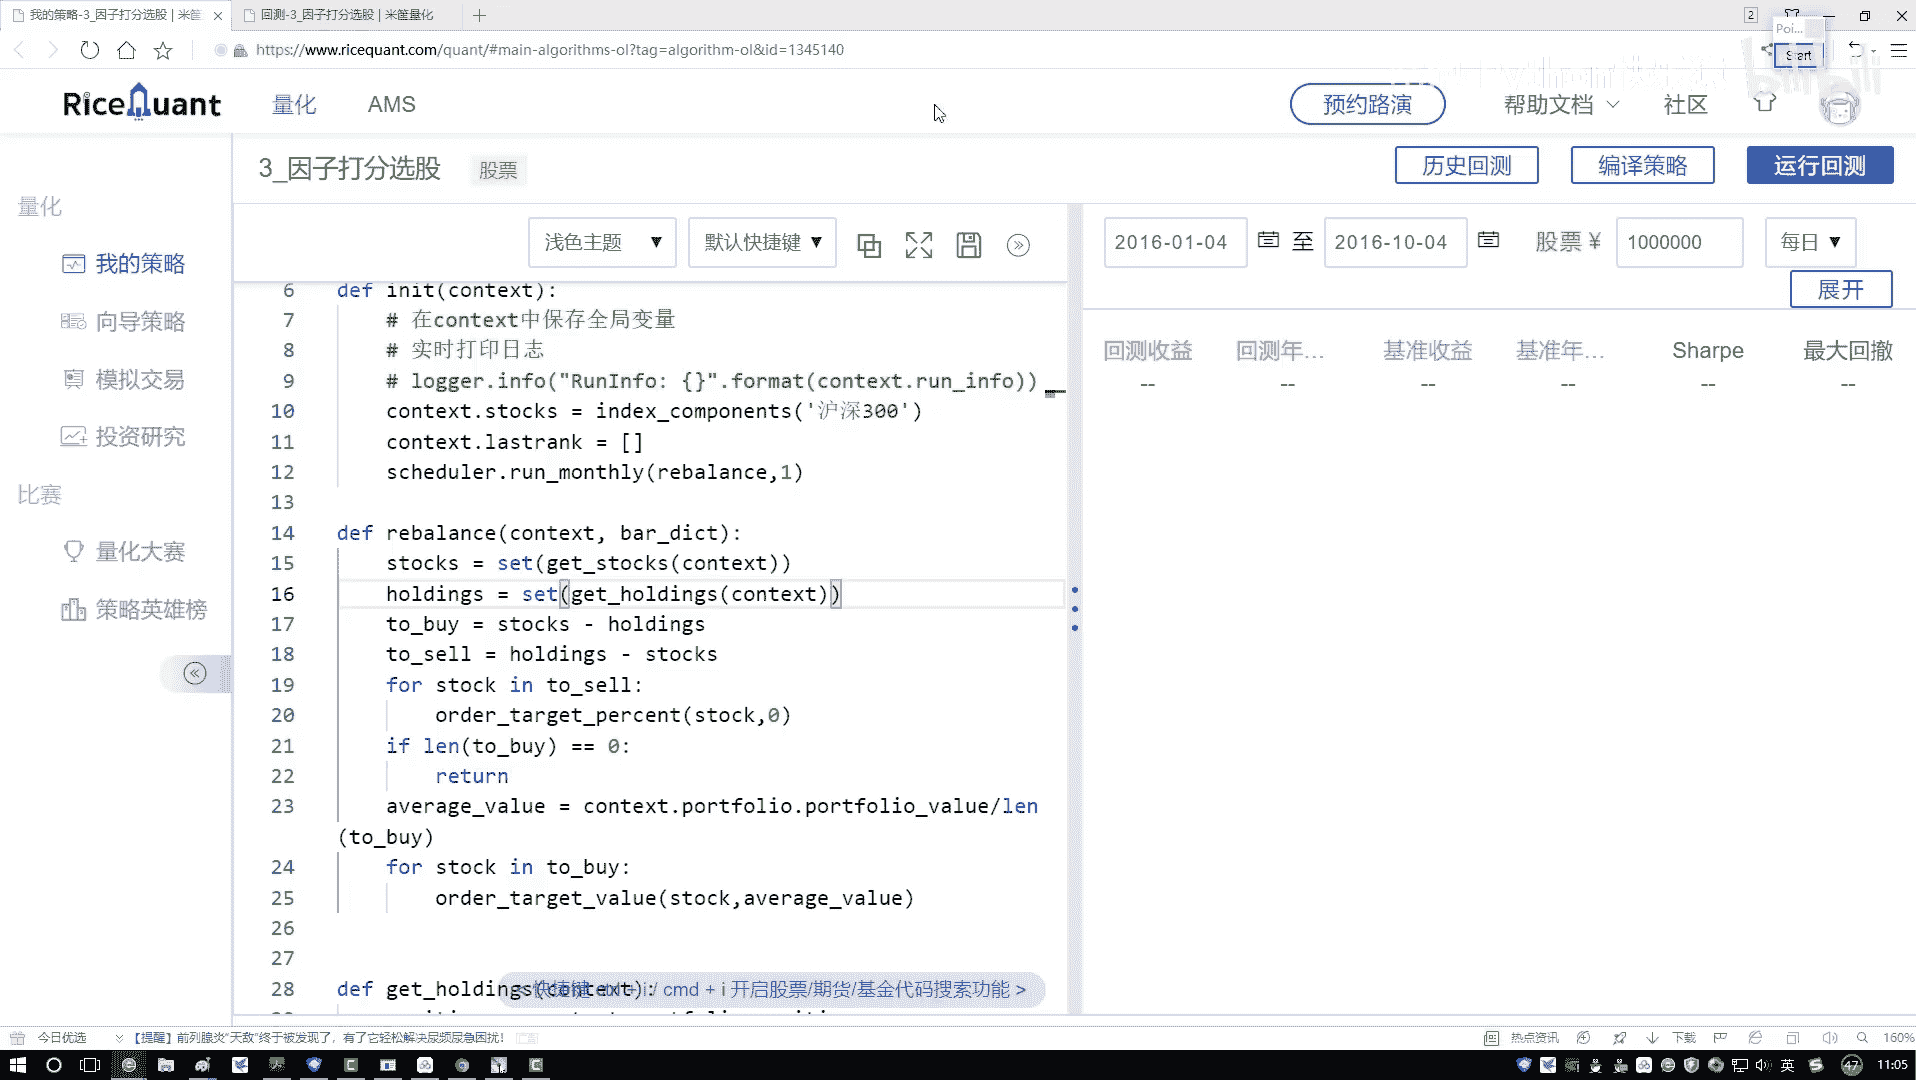 我的策略-3_因子打分选股 | 米筐
回测-3_因子打分选股 | 米筐量化
2
Poi...
Start
https://www.ricequant.com/quant/#main-algorithms-ol?tag=algorithm-ol&id=1345140
RiceQuant
量化
AMS
预约路演
帮助文档
社区
3_因子打分选股
股票
历史回测
编译策略
运行回测
量化
我的策略
向导策略
模拟交易
投资研究
比赛
量化大赛
策略英雄榜
浅色主题 ▼
默认快捷键 ▼
2016-01-04
至
2016-10-04
股票 ¥
1000000
每日 ▼
展开
回测收益
回测年...
基准收益
基准年...
Sharpe
最大回撤
-- -- -- -- -- --
6 def init(context):
7 # 在context中保存全局变量
8 # 实时打印日志
9 # logger.info("RunInfo: {}".format(context.run_info))
10 context.stocks = index_components('沪深300')
11 context.lastrank = []
12 scheduler.run_monthly(rebalance,1)
13
14 def rebalance(context, bar_dict):
15 stocks = set(get_stocks(context))
16 holdings = set(get_holdings(context))
17 to_buy = stocks - holdings
18 to_sell = holdings - stocks
19 for stock in to_sell:
20 order_target_percent(stock,0)
21 if len(to_buy) == 0:
22 return
23 average_value = context.portfolio.portfolio_value/len
(to_buy)
24 for stock in to_buy:
25 order_target_value(stock,average_value)
26
27
28 def get_holdings(context):
快捷键 ctrl + i / cmd + i 开启股票/期货/基金代码搜索功能 >
今日优选
【提醒】前列腺炎"天敌"终于被发现了，有了它轻松解决尿频尿急困扰！
热点资讯
下载
160%
英
47
11:05